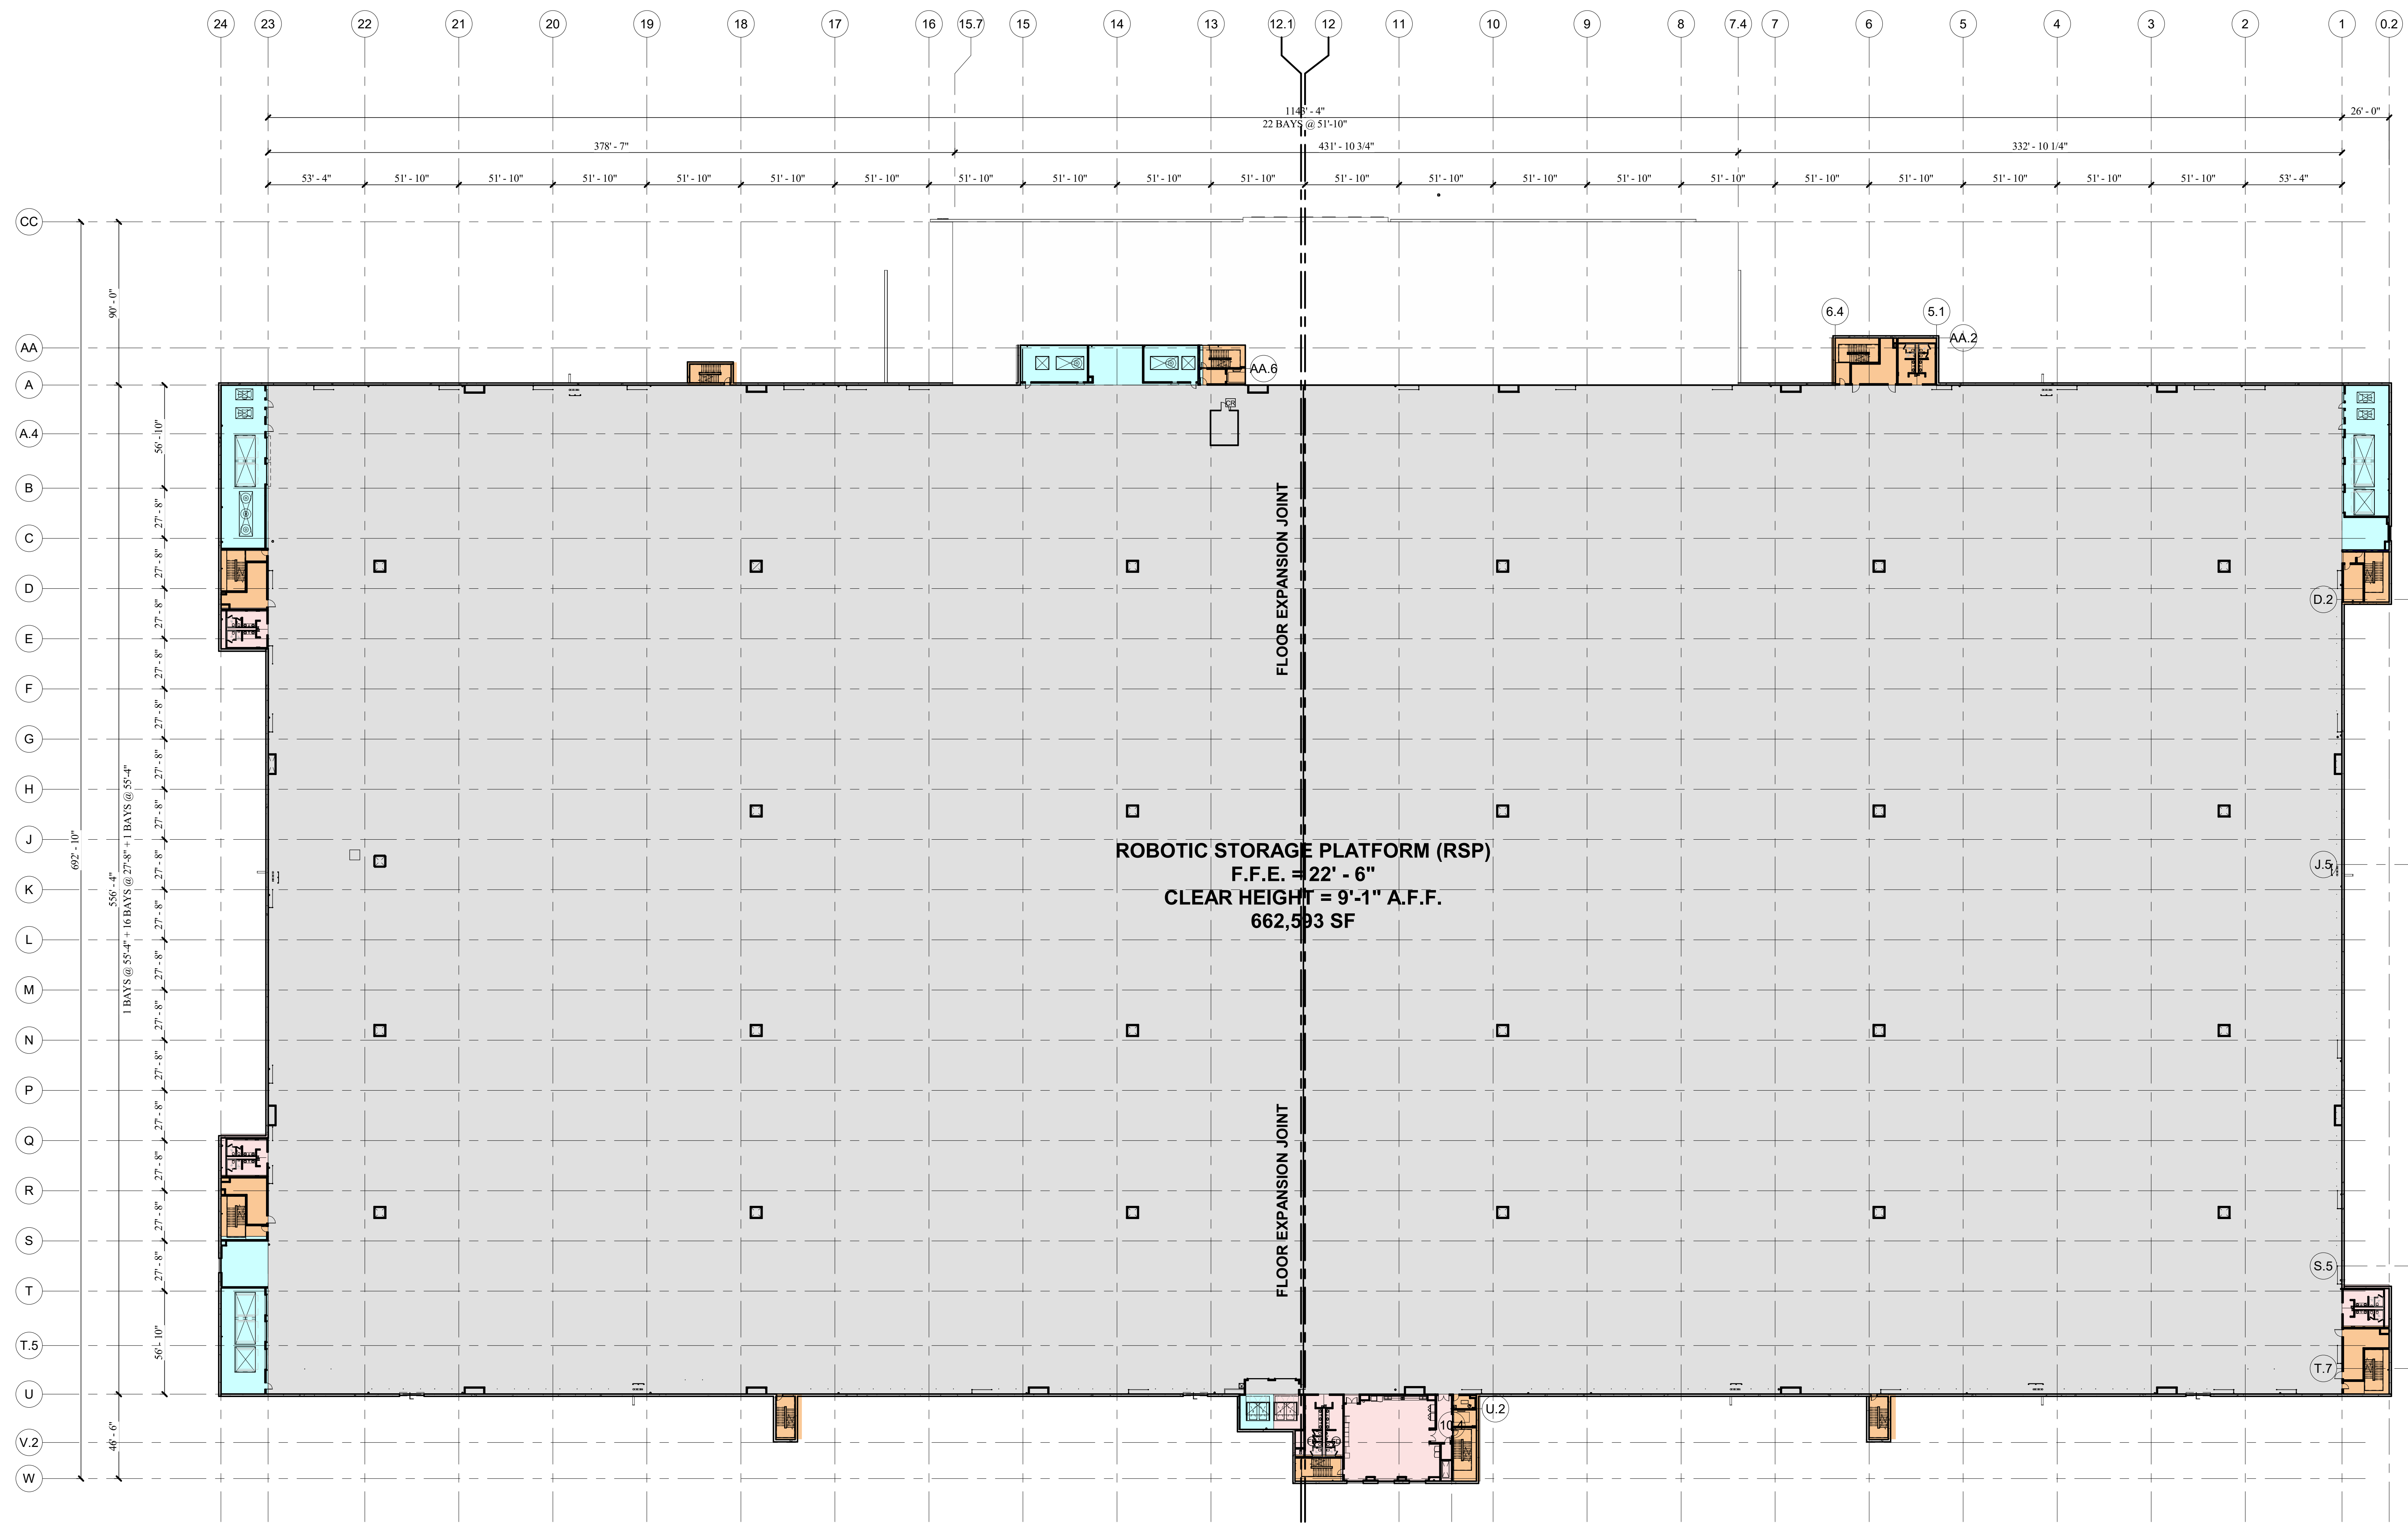 24 23 22 21 20 19 18 17 16 15.7 15 14 13 12.1 12 11 10 9 8 7.4 7 6 5 4 3 2 1 0.2
1143' - 4" 26' - 0"
22 BAYS @ 51'-10"
378' - 7" 431' - 10 3/4" 332' - 10 1/4"
53' - 4" 51' - 10" 51' - 10" 51' - 10" 51' - 10" 51' - 10" 51' - 10" 51' - 10" 51' - 10" 51' - 10" 51' - 10" 51' - 10" 51' - 10" 51' - 10" 51' - 10" 51' - 10" 51' - 10" 51' - 10" 51' - 10" 51' - 10" 51' - 10" 53' - 4"
CC
90' - 0"
6.4 5.1
AA AA.2
AA.6
A
CR
A.4
56' - 10"
B
27' - 8"
C
27' - 8"
D
D.2
27' - 8"
E
27' - 8"
F
27' - 8"
G
27' - 8"
H
27' - 8"
J
27' - 8"
K
27' - 8"
L
27' - 8"
M
27' - 8"
N
27' - 8"
P
27' - 8"
Q
27' - 8"
R
27' - 8"
S
27' - 8"
T
56' - 10"
T.5
U
V.2
W
692' - 10"
556' - 4"
1 BAYS @ 55'-4" + 16 BAYS @ 27'-8" + 1 BAYS @ 55'-4"
46' - 6"
FLOOR EXPANSION JOINT
ROBOTIC STORAGE PLATFORM (RSP)
F.F.E. = 22' - 6"
CLEAR HEIGHT = 9'-1" A.F.F.
662,593 SF
FLOOR EXPANSION JOINT
J.5
S.5
T.7
U.2
10.4